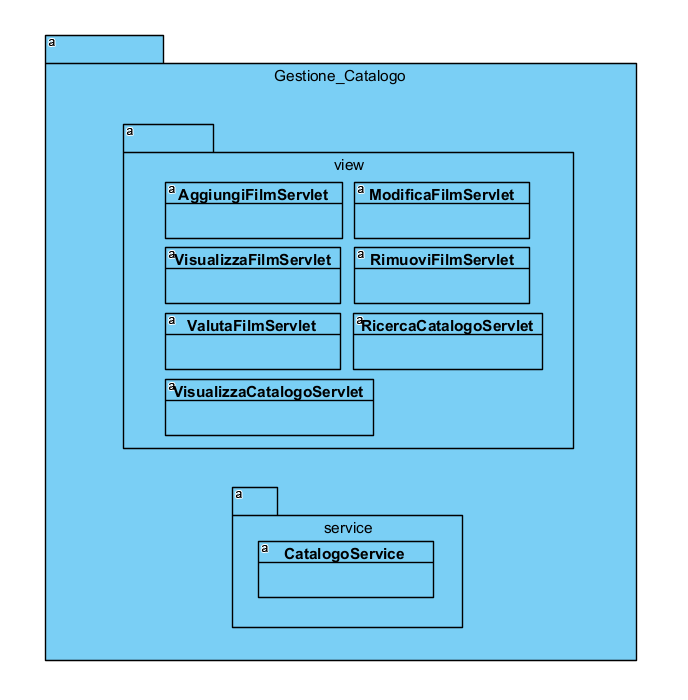 a
Gestione_Catalogo
a
view
a AggiungiFilmServlet
a ModificaFilmServlet
a VisualizzaFilmServlet
a RimuoviFilmServlet
a ValutaFilmServlet
a RicercaCatalogoServlet
a VisualizzaCatalogoServlet
a
service
a CatalogoService